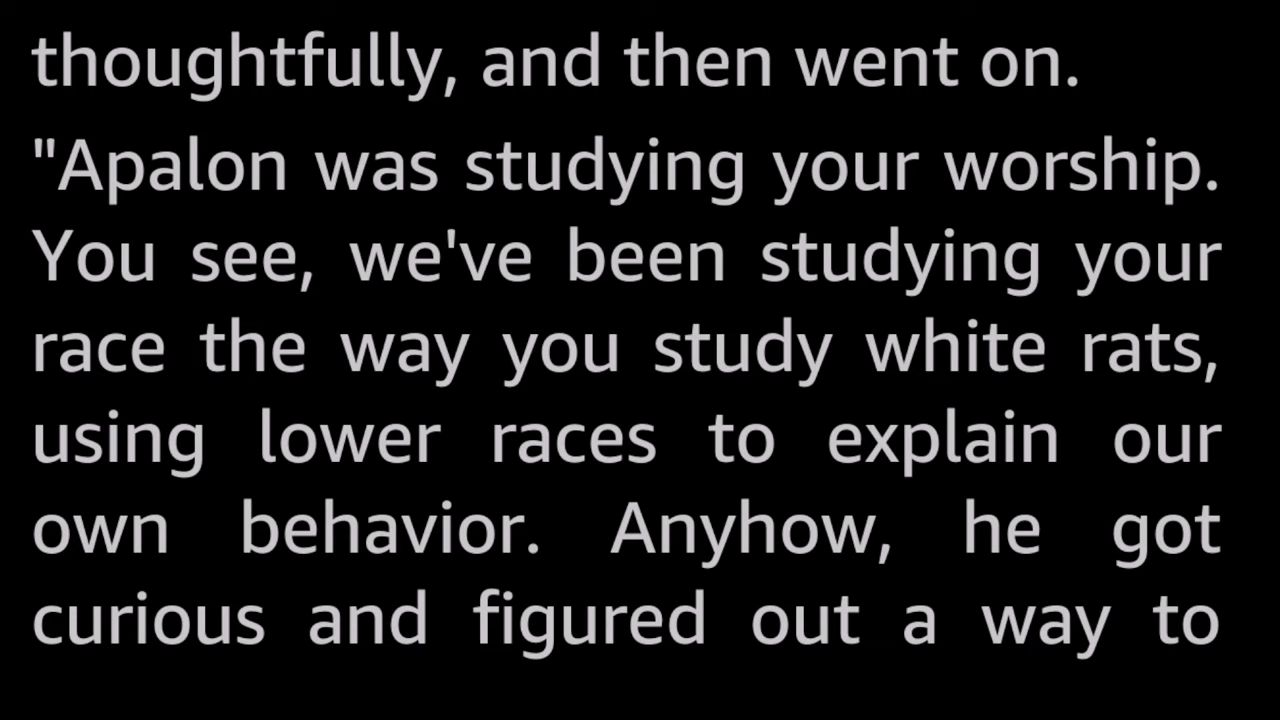 thoughtfully, and then went on.
"Apalon was studying your worship.
You see, we've been studying your
race the way you study white rats,
using lower races to explain our
own behavior. Anyhow, he got
curious and figured out a way to